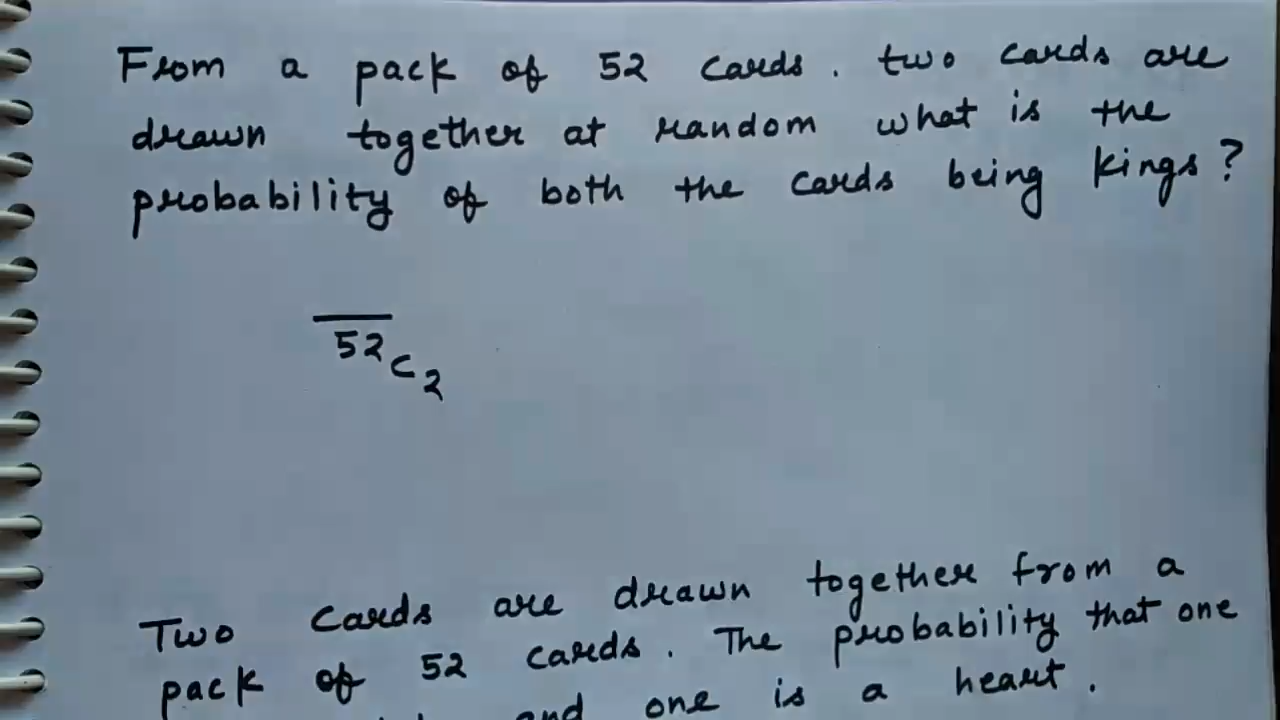 From a pack of 52 cards. two cards are
drawn together at random what is the
probability of both the cards being kings?
52
C2
Two cards are drawn together from a
pack of 52 cards. The probability that one
and one is a heart.